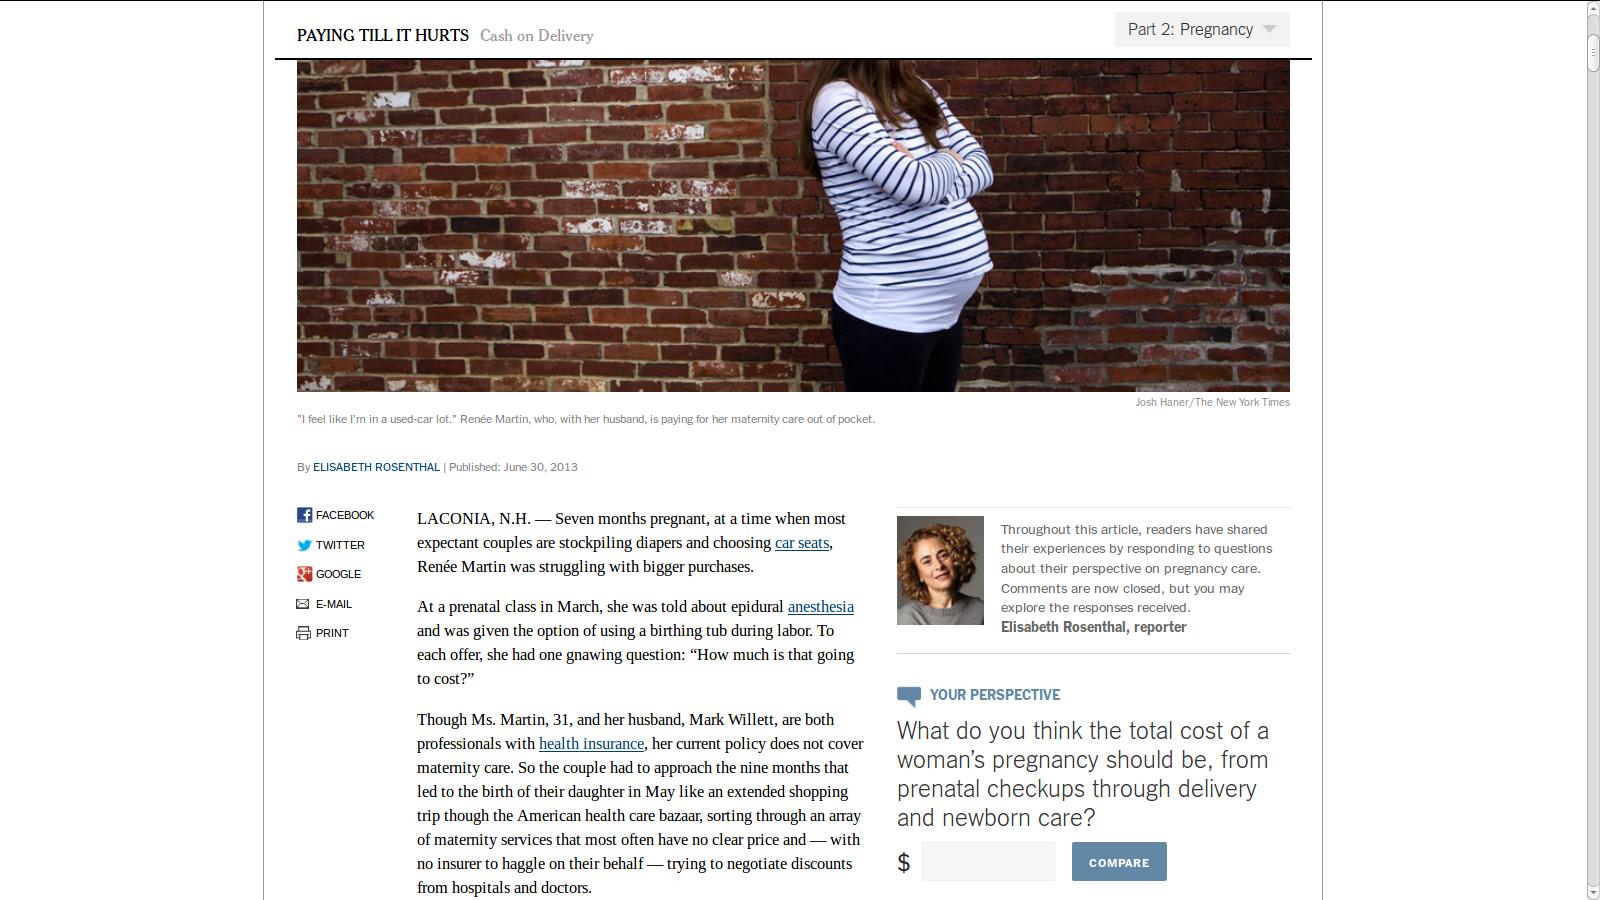 PAYING TILL IT HURTS Cash on Delivery
Part 2: Pregnancy
Josh Haner/The New York Times
"I feel like I'm in a used-car lot." Renée Martin, who, with her husband, is paying for her maternity care out of pocket.
By ELISABETH ROSENTHAL | Published: June 30, 2013
FACEBOOK
TWITTER
GOOGLE
E-MAIL
PRINT
LACONIA, N.H. — Seven months pregnant, at a time when most
expectant couples are stockpiling diapers and choosing car seats,
Renée Martin was struggling with bigger purchases.
At a prenatal class in March, she was told about epidural anesthesia
and was given the option of using a birthing tub during labor. To
each offer, she had one gnawing question: “How much is that going
to cost?”
Though Ms. Martin, 31, and her husband, Mark Willett, are both
professionals with health insurance, her current policy does not cover
maternity care. So the couple had to approach the nine months that
led to the birth of their daughter in May like an extended shopping
trip though the American health care bazaar, sorting through an array
of maternity services that most often have no clear price and — with
no insurer to haggle on their behalf — trying to negotiate discounts
from hospitals and doctors.
Throughout this article, readers have shared
their experiences by responding to questions
about their perspective on pregnancy care.
Comments are now closed, but you may
explore the responses received.
Elisabeth Rosenthal, reporter
YOUR PERSPECTIVE
What do you think the total cost of a
woman’s pregnancy should be, from
prenatal checkups through delivery
and newborn care?
$
COMPARE